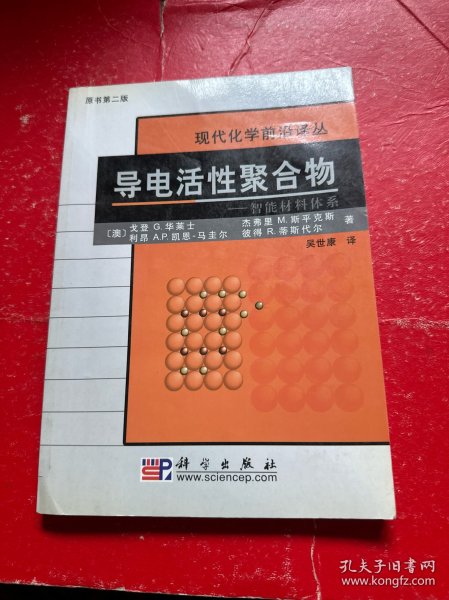 原书第二版
现代化学前沿译丛
导电活性聚合物
——智能材料体系
[澳] 戈登 G.华莱士 杰弗里 M.斯平克斯 著
利昂 A.P.凯恩-马圭尔 彼得 R.蒂斯代尔
吴世康 译
SP
科学出版社
www.sciencep.com
孔夫子旧书网
www.kongfz.com